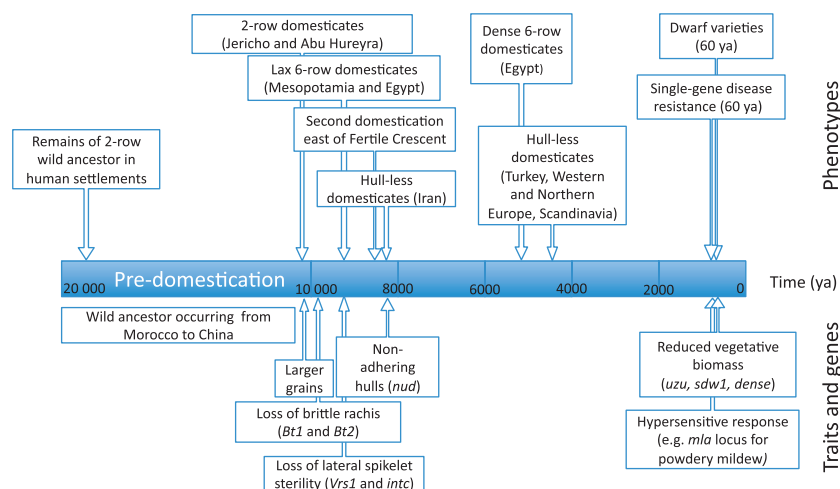 2-row domesticates
(Jericho and Abu Hureyra)
Lax 6-row domesticates
(Mesopotamia and Egypt)
Second domestication
east of Fertile Crescent
Hull-less
domesticates (Iran)
Remains of 2-row
wild ancestor in
human settlements
Dense 6-row
domesticates
(Egypt)
Hull-less
domesticates
(Turkey, Western
and Northern
Europe, Scandinavia)
Dwarf varieties
(60 ya)
Single-gene disease
resistance (60 ya)
Phenotypes
Pre-domestication
20 000
10 000
8000
6000
4000
2000
0
Time (ya)
Wild ancestor occurring from
Morocco to China
Larger
grains
Non-
adhering
hulls (nud)
Loss of brittle rachis
(Bt1 and Bt2)
Loss of lateral spikelet
sterility (Vrs1 and intc)
Reduced vegetative
biomass
(uzu, sdw1, dense)
Hypersensitive response
(e.g. mla locus for
powdery mildew)
Traits and genes